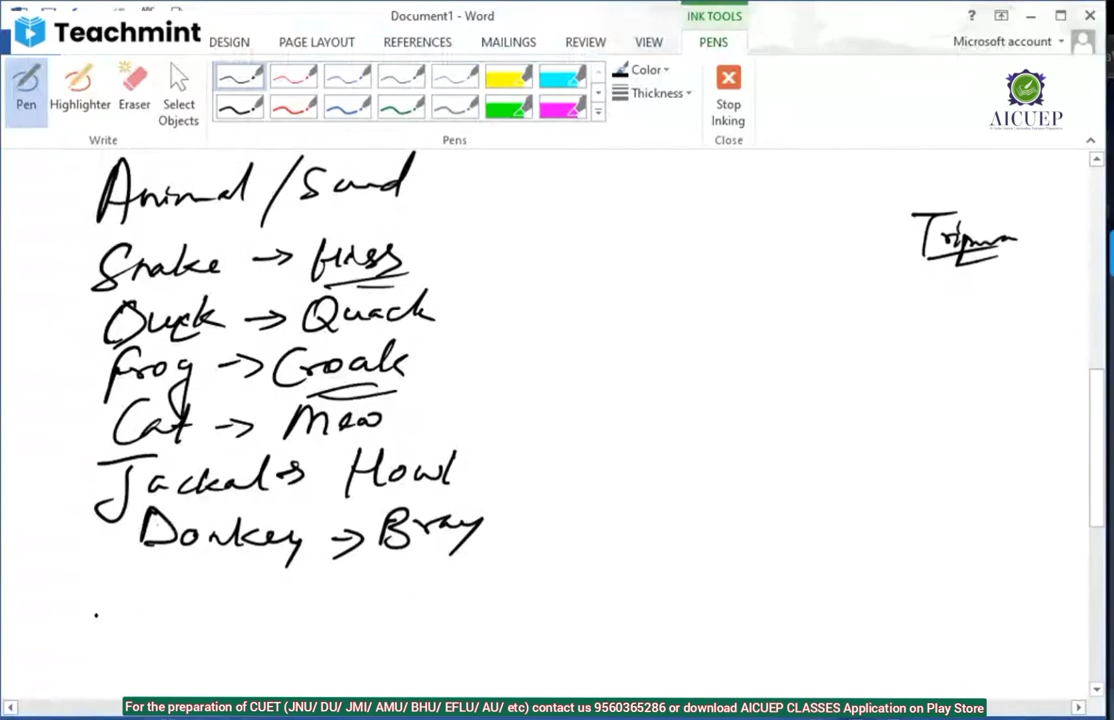 Document1 - Word
INK TOOLS
Teachmint
DESIGN
PAGE LAYOUT
REFERENCES
MAILINGS
REVIEW
VIEW
PENS
Microsoft account
Pen
Highlighter
Eraser
Select Objects
Color
Thickness
Stop Inking
Write
Pens
Close
AICUEP
Animal / Sound
Tripura
Snake → Hiss
Duck → Quack
Frog → Croak
Cat → Mew
Jackal → Howl
Donkey → Bray
For the preparation of CUET (JNU/ DU/ JMI/ AMU/ BHU/ EFLU/ AU/ etc) contact us 9560365286 or download AICUEP CLASSES Application on Play Store